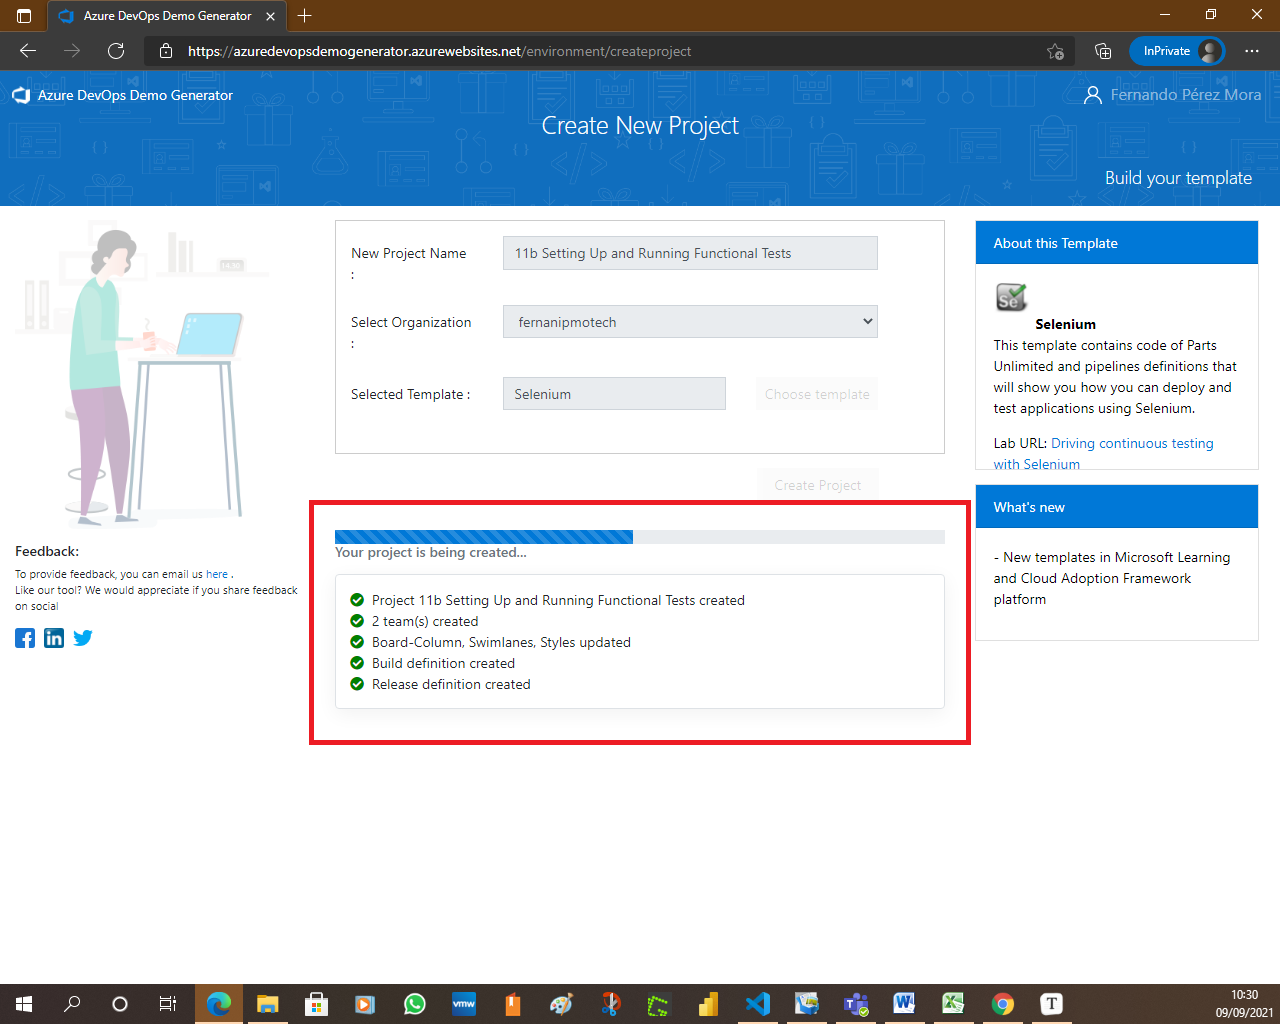 Azure DevOps Demo Generator
https://azuredevopsdemogenerator.azurewebsites.net/environment/createproject
InPrivate
Azure DevOps Demo Generator
Fernando Pérez Mora
Create New Project
Build your template
New Project Name
:
11b Setting Up and Running Functional Tests
Select Organization
:
fernanipmotech
Selected Template :
Selenium
Choose template
Create Project
Your project is being created...
Project 11b Setting Up and Running Functional Tests created
2 team(s) created
Board-Column, Swimlanes, Styles updated
Build definition created
Release definition created
About this Template
Se
Selenium
This template contains code of Parts
Unlimited and pipelines definitions that
will show you how you can deploy and
test applications using Selenium.
Lab URL: Driving continuous testing
with Selenium
What's new
- New templates in Microsoft Learning
and Cloud Adoption Framework
platform
Feedback:
To provide feedback, you can email us here .
Like our tool? We would appreciate if you share feedback
on social
vmw
10:30
09/09/2021